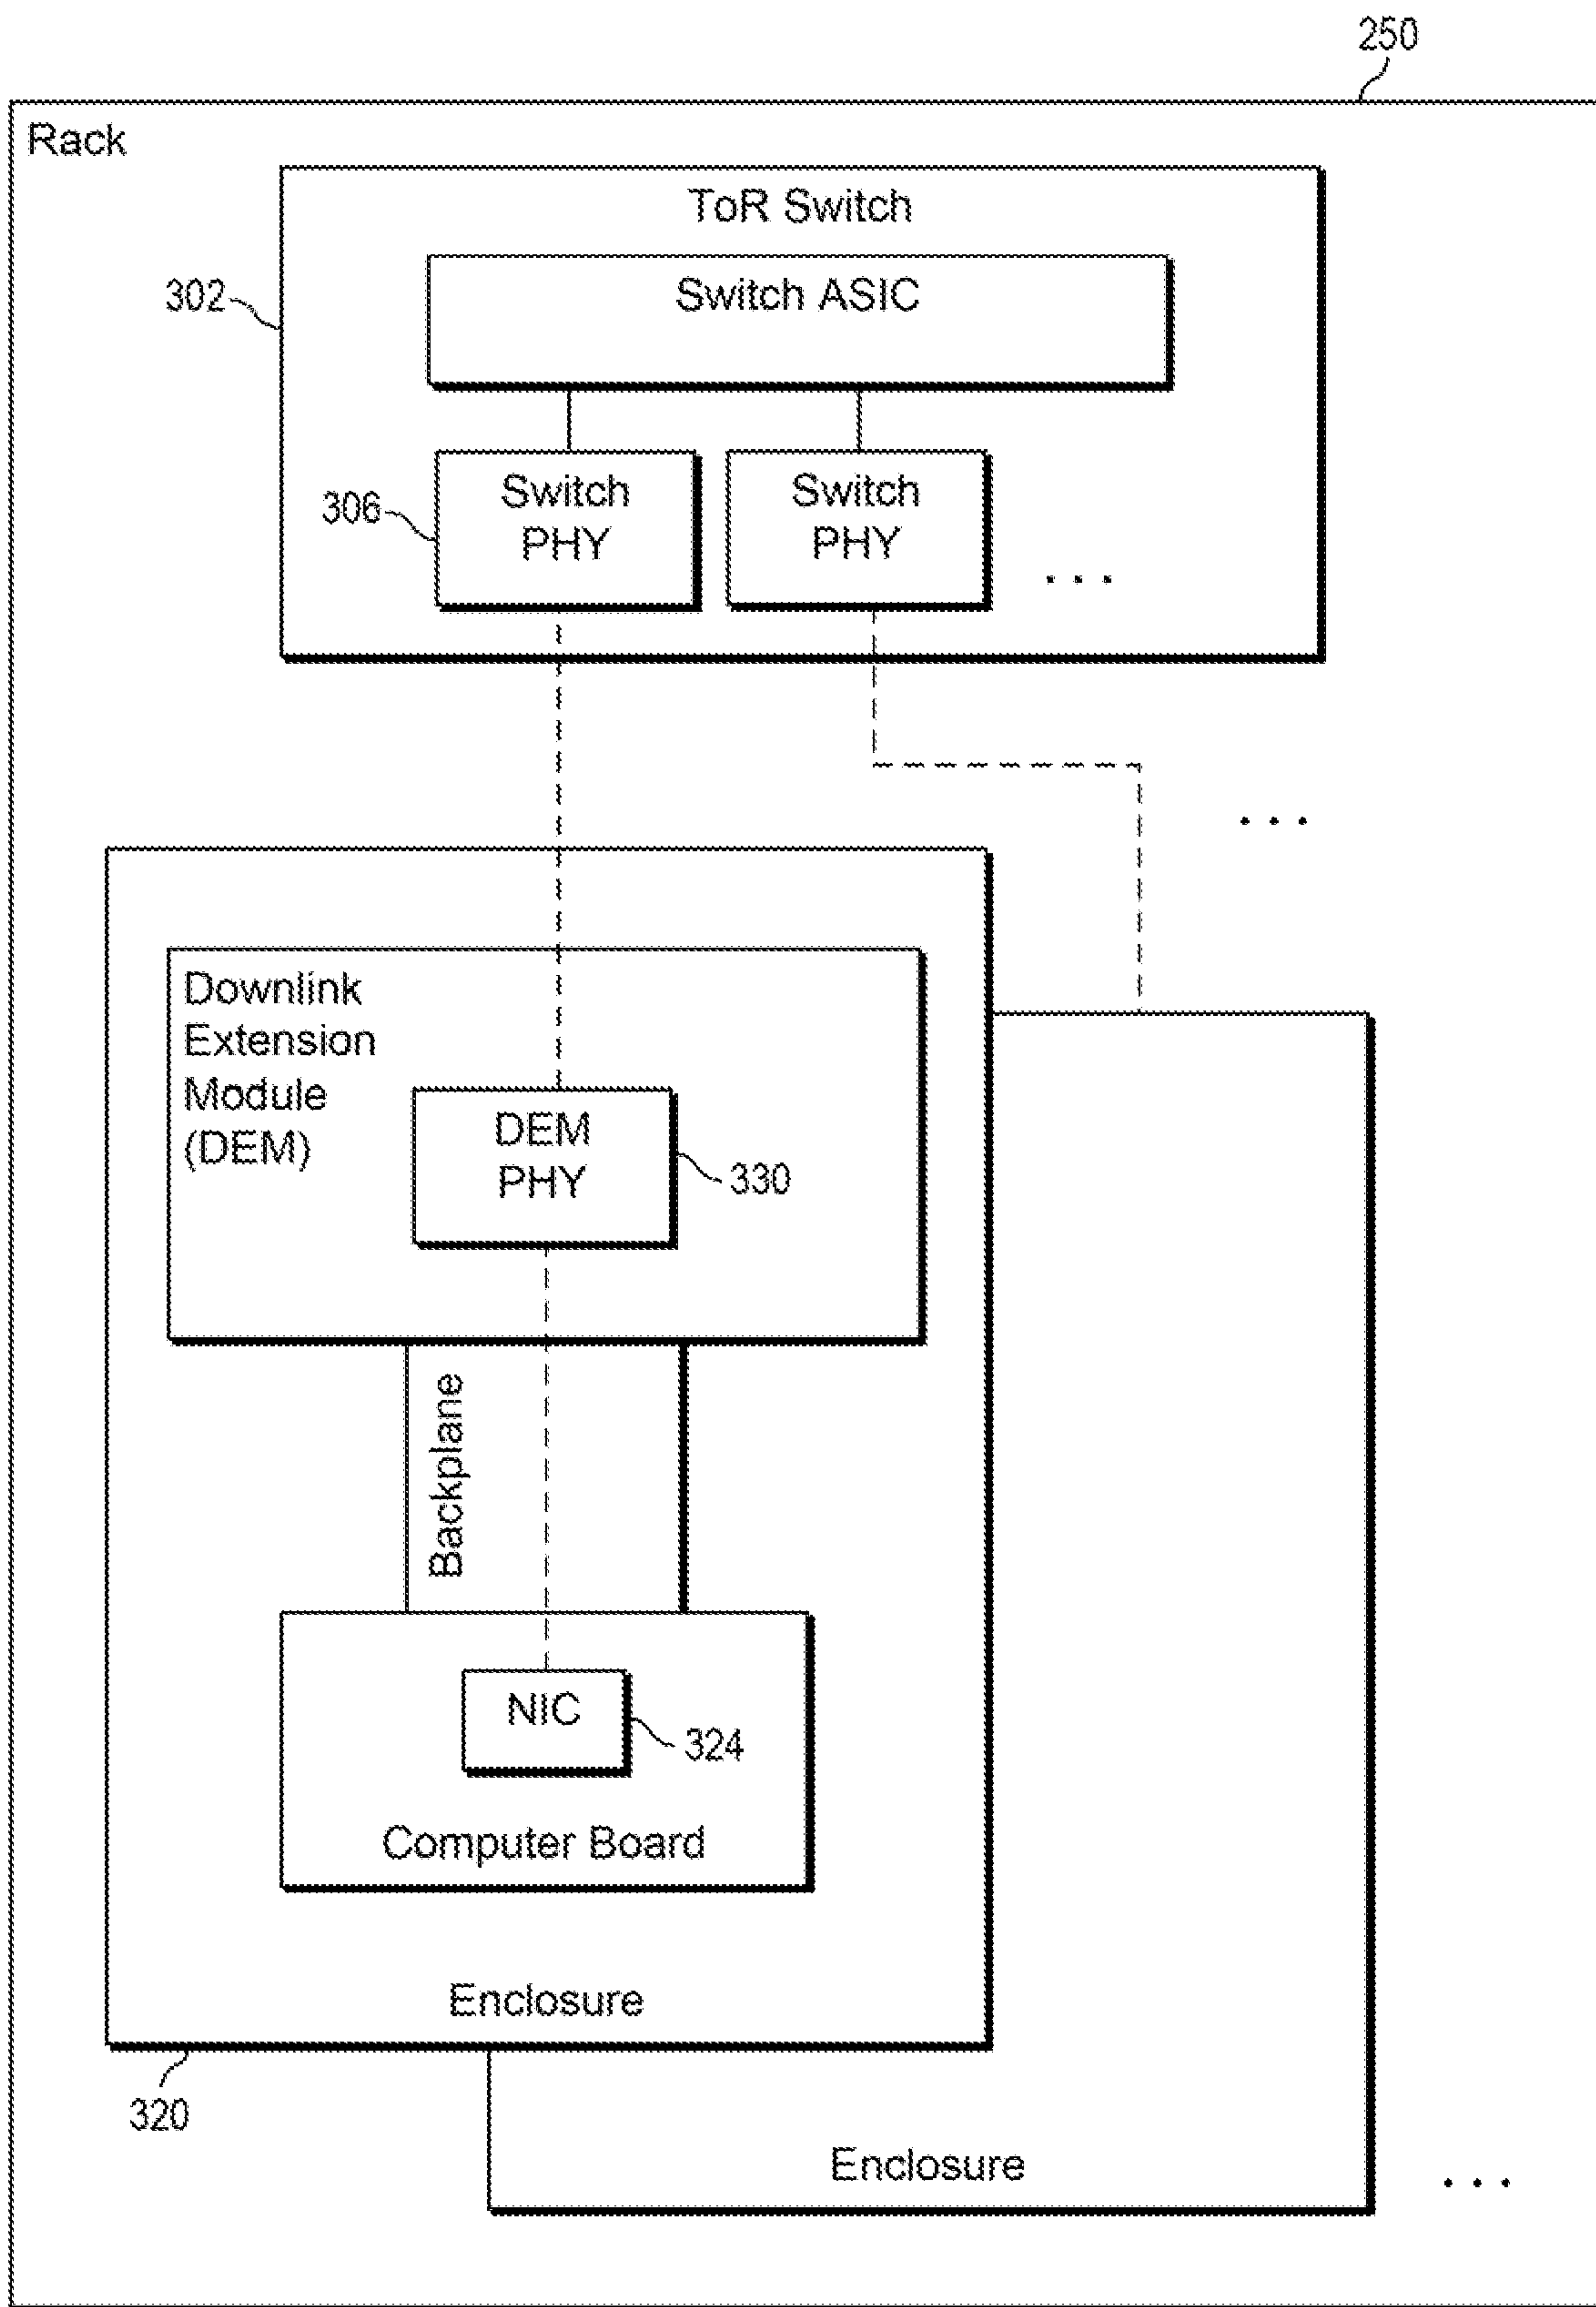 250
Rack
ToR Switch
302
Switch ASIC
306
Switch
PHY
Switch
PHY
. . .
. . .
Downlink
Extension
Module
(DEM)
DEM
PHY
330
Backplane
NIC
324
Computer Board
Enclosure
320
Enclosure
. . .